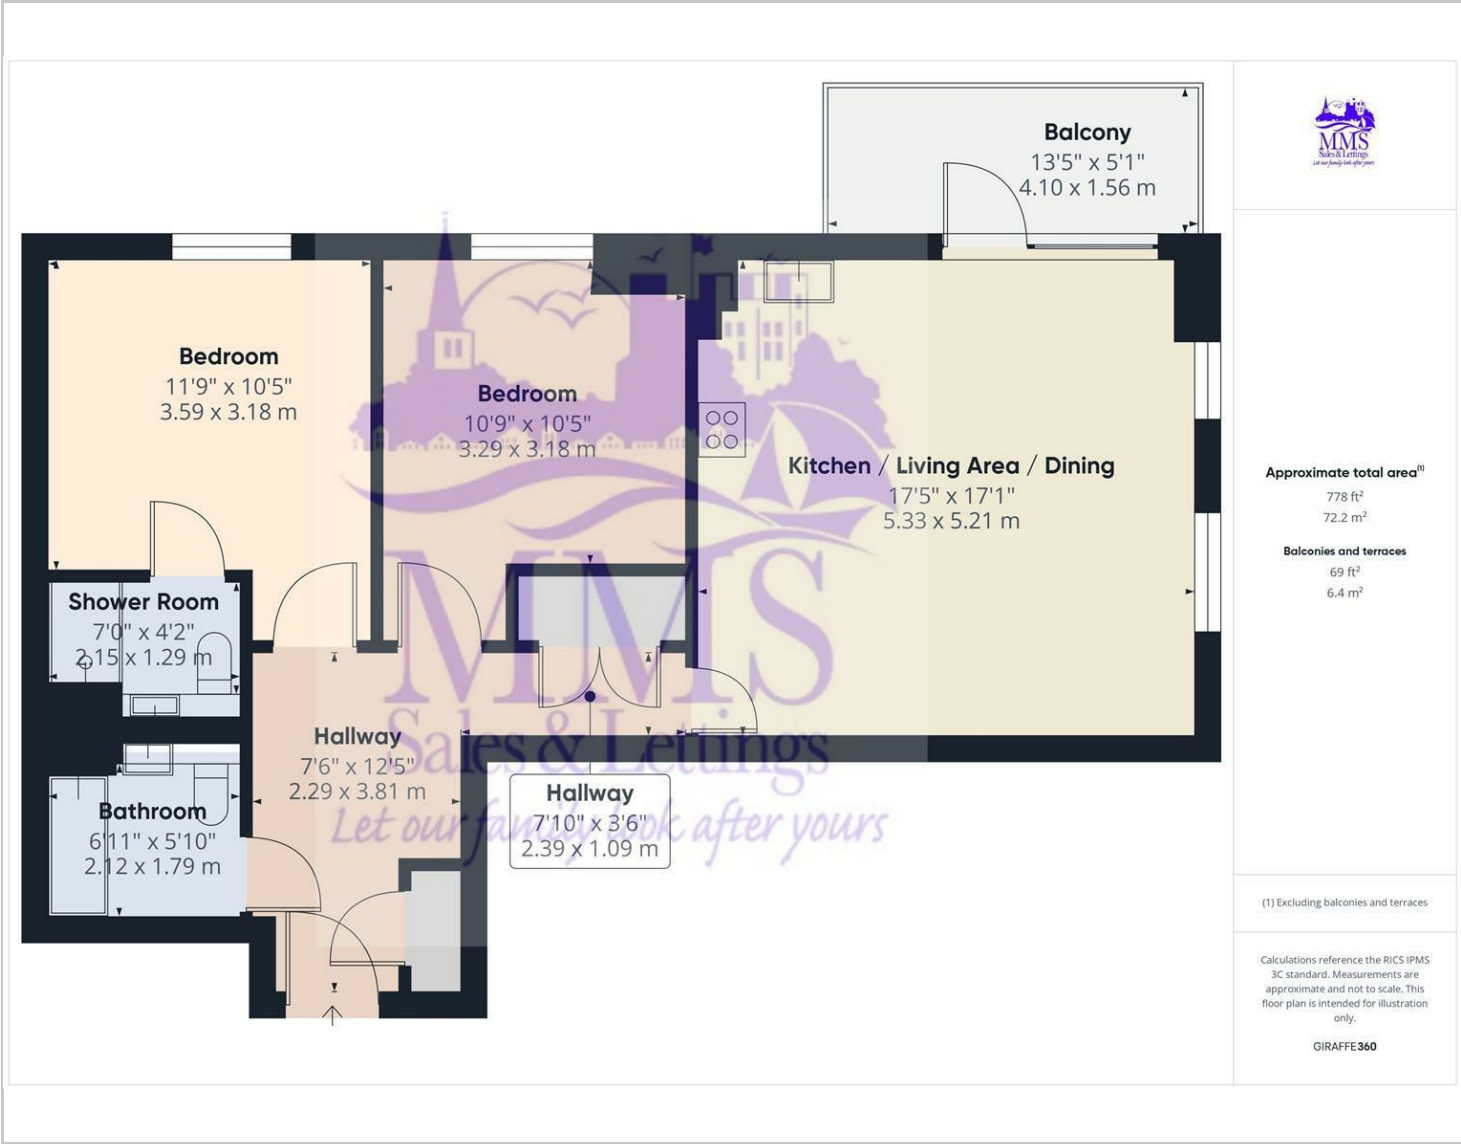 Balcony
13'5" x 5'1"
4.10 x 1.56 m
MMS
Sales & Lettings
Let our family look after yours
Bedroom
11'9" x 10'5"
3.59 x 3.18 m
Bedroom
10'9" x 10'5"
3.29 x 3.18 m
Kitchen / Living Area / Dining
17'5" x 17'1"
5.33 x 5.21 m
Approximate total area(1)
778 ft²
72.2 m²
Balconies and terraces
69 ft²
6.4 m²
Shower Room
7'0" x 4'2"
2.15 x 1.29 m
MMS
Sales & Lettings
Let our family look after yours
Hallway
7'6" x 12'5"
2.29 x 3.81 m
Hallway
7'10" x 3'6"
2.39 x 1.09 m
Bathroom
6'11" x 5'10"
2.12 x 1.79 m
(1) Excluding balconies and terraces
Calculations reference the RICS IPMS
3C standard. Measurements are
approximate and not to scale. This
floor plan is intended for illustration
only.
GIRAFFE360